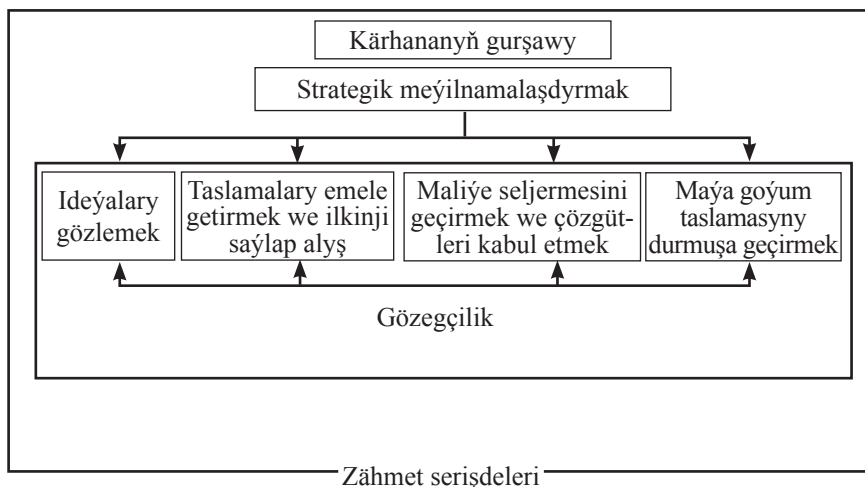 Kärhananyň gurşawy
Strategik meýilnamalaşdyrmak
Ideýalary
gözlemek
Taslamalary emele
getirmek we ilkinji
saýlap alyş
Maliýe seljermesini
geçirmek we çözgüt-
leri kabul etmek
Maýa goýum
taslamasyny
durmuşa geçirmek
Gözegçilik
Zähmet serişdeleri